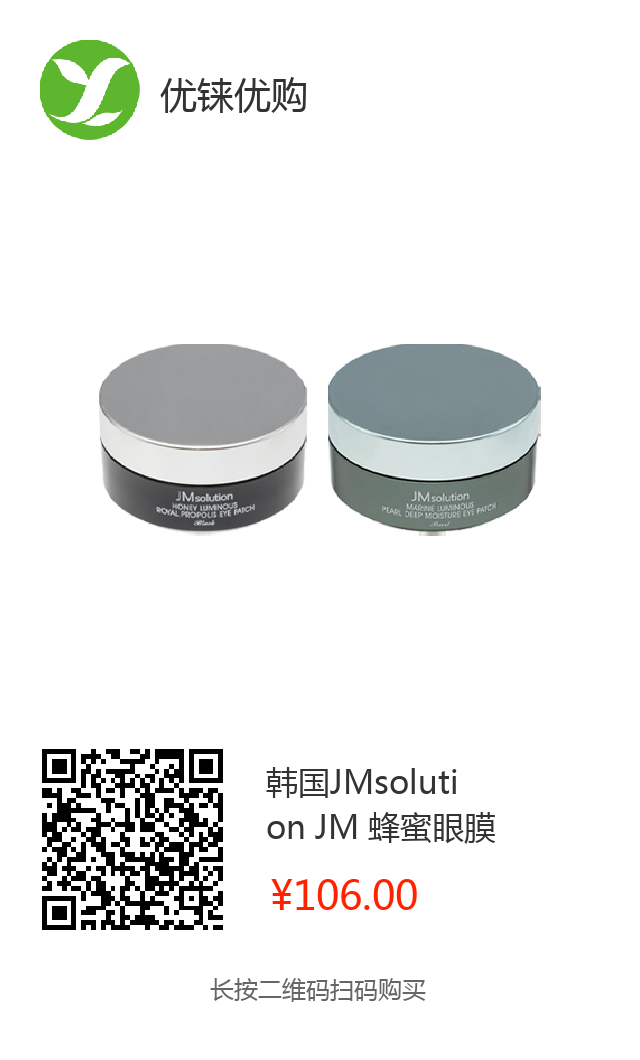 优铼优购
JMsolution
HONEY LUMINOUS
ROYAL PROPOLIS EYE PATCH
Black
JMsolution
MARINE LUMINOUS
PEARL DEEP MOISTURE EYE PATCH
Pearl
韩国JMsoluti
on JM 蜂蜜眼膜
¥106.00
长按二维码扫码购买